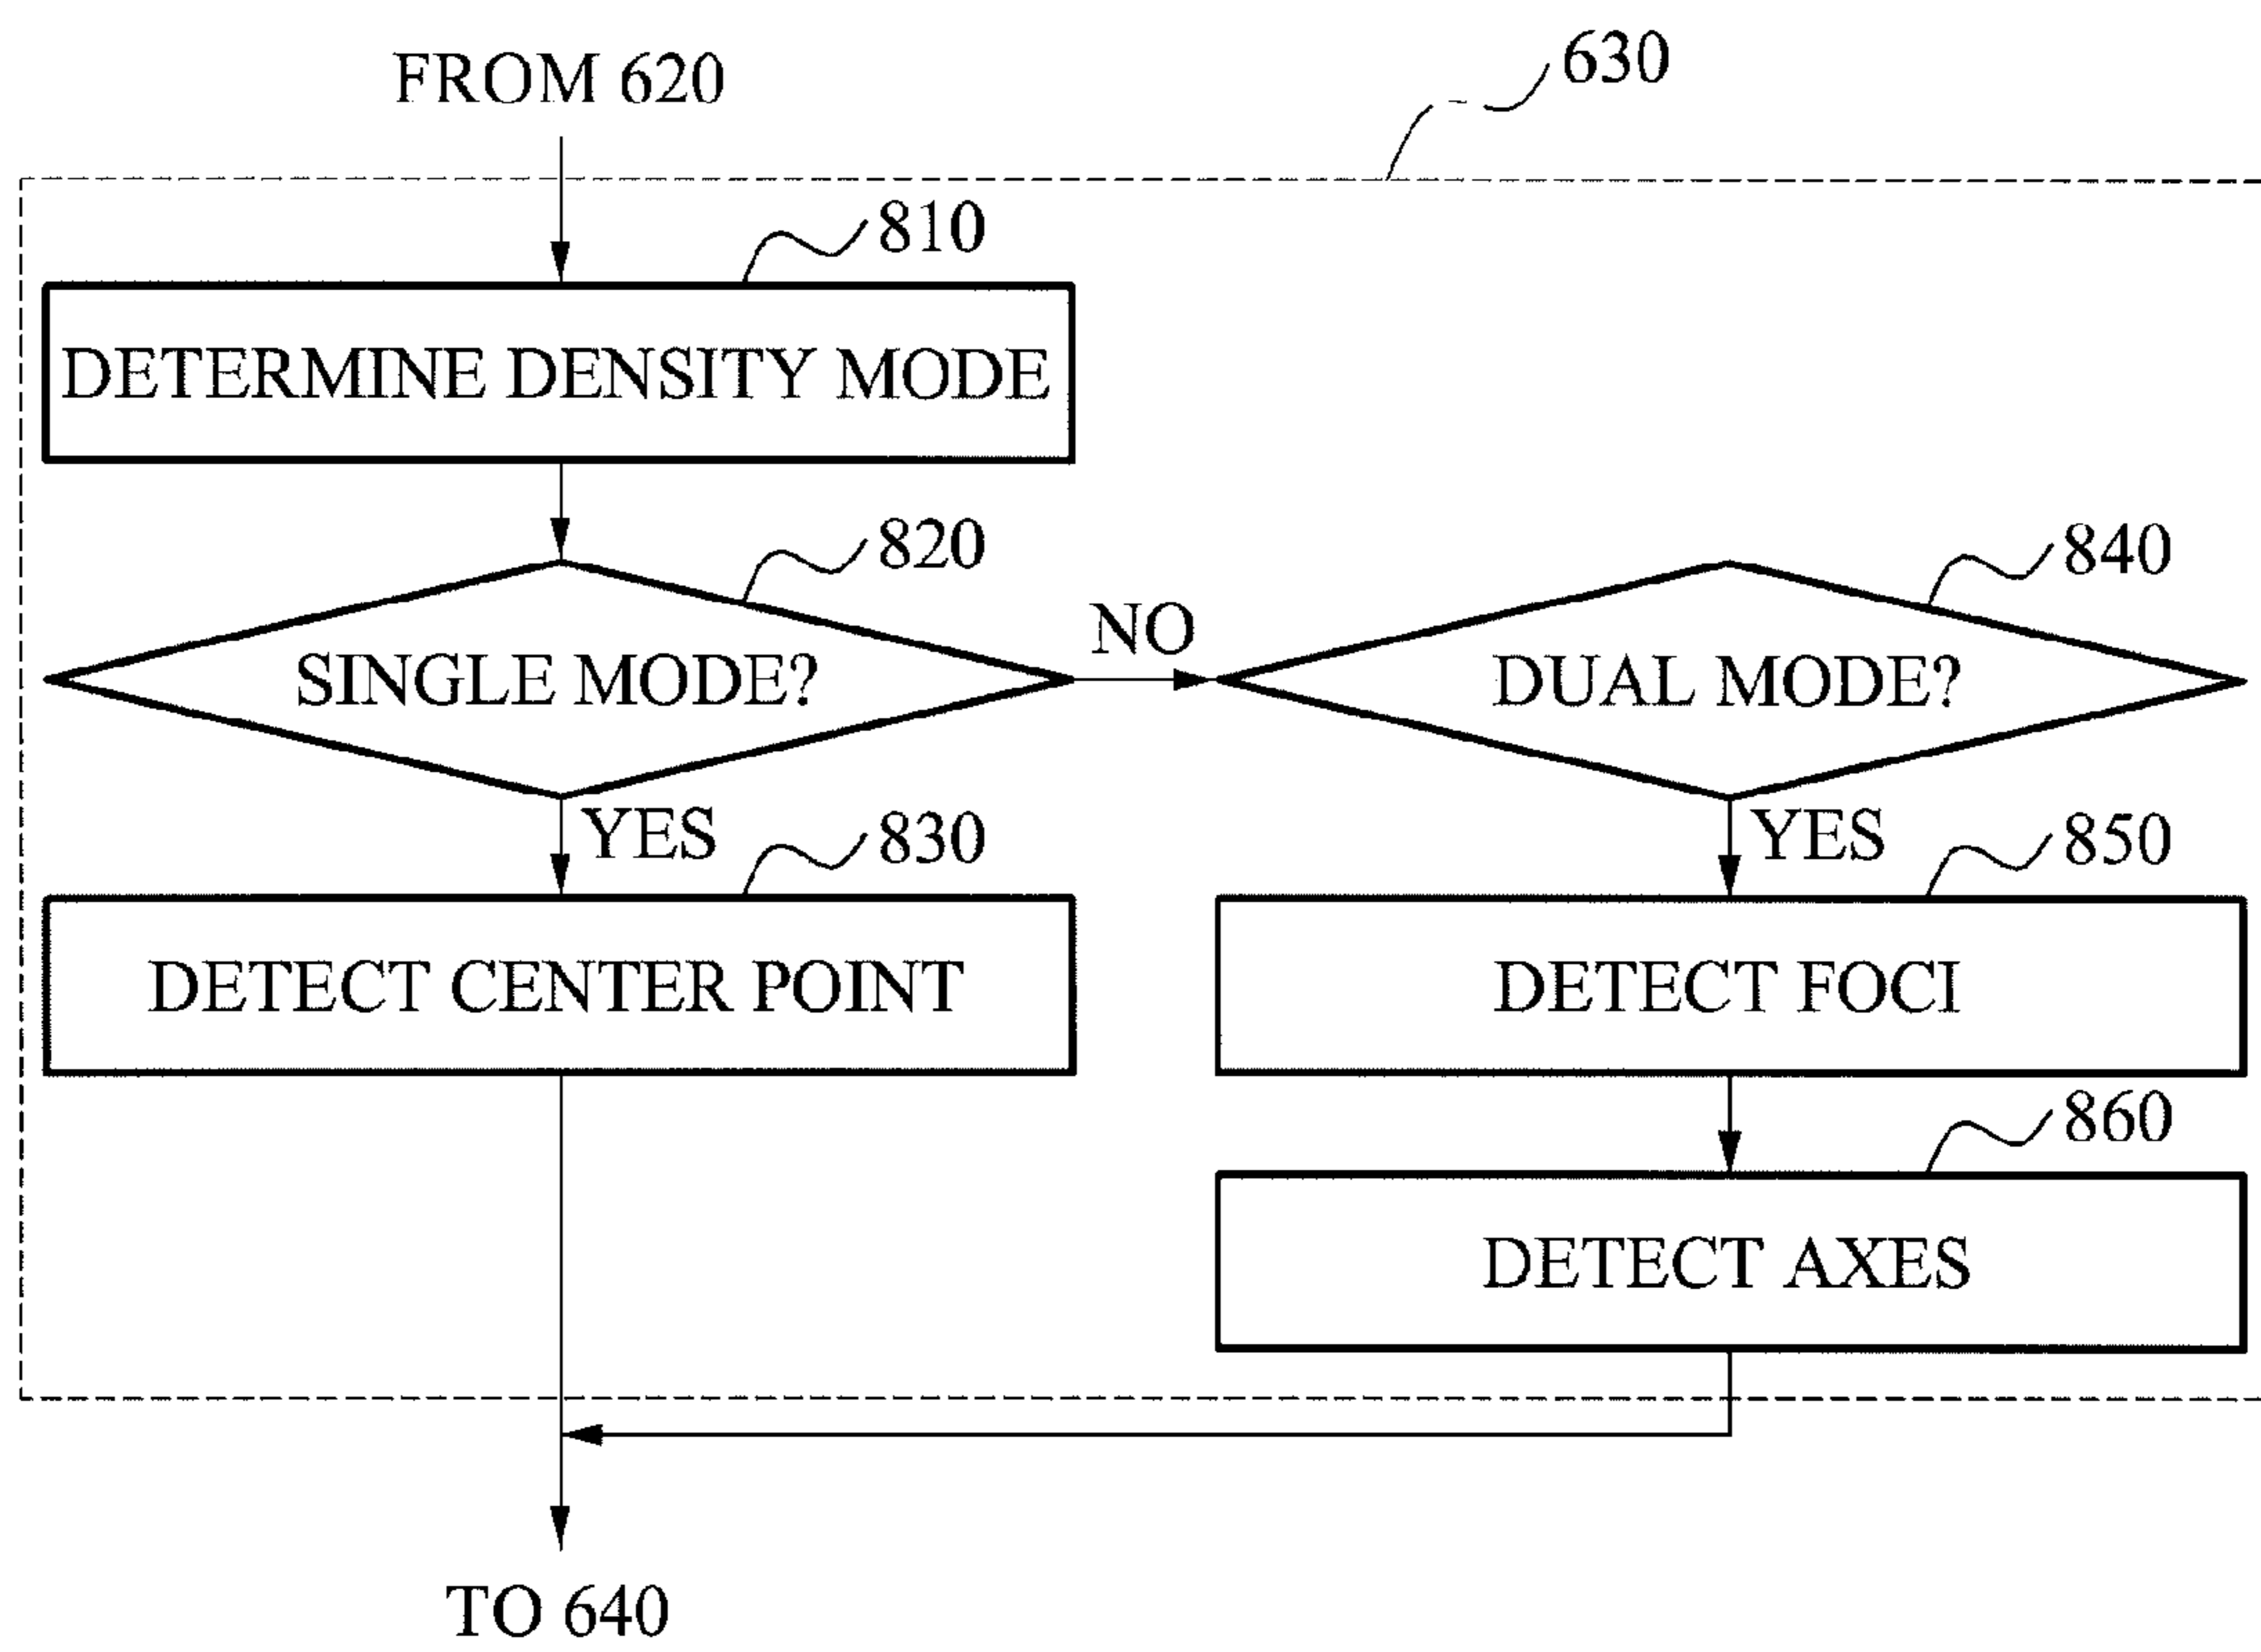 FROM 620
630
810
DETERMINE DENSITY MODE
820
SINGLE MODE?
NO
840
DUAL MODE?
YES
830
DETECT CENTER POINT
YES
850
DETECT FOCI
860
DETECT AXES
TO 640